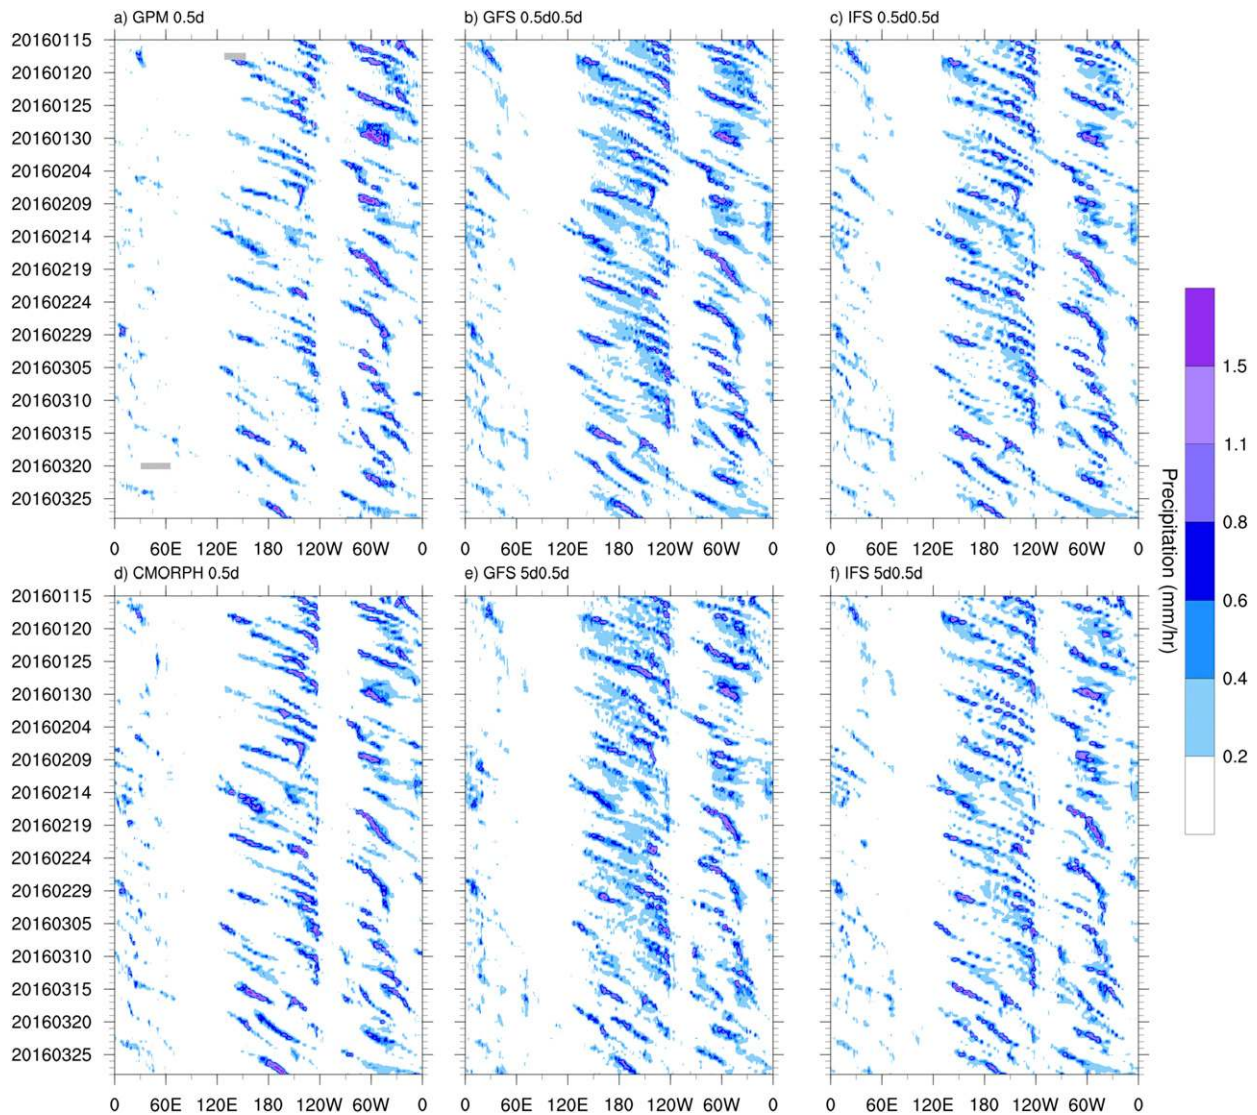 a) GPM 0.5d
b) GFS 0.5d0.5d
c) IFS 0.5d0.5d
20160115
20160120
20160125
20160130
20160204
20160209
20160214
20160219
20160224
20160229
20160305
20160310
20160315
20160320
20160325
0 60E 120E 180 120W 60W 0
0 60E 120E 180 120W 60W 0
0 60E 120E 180 120W 60W 0
d) CMORPH 0.5d
e) GFS 5d0.5d
f) IFS 5d0.5d
20160115
20160120
20160125
20160130
20160204
20160209
20160214
20160219
20160224
20160229
20160305
20160310
20160315
20160320
20160325
0 60E 120E 180 120W 60W 0
0 60E 120E 180 120W 60W 0
0 60E 120E 180 120W 60W 0
Precipitation (mm/hr)
1.5
1.1
0.8
0.6
0.4
0.2